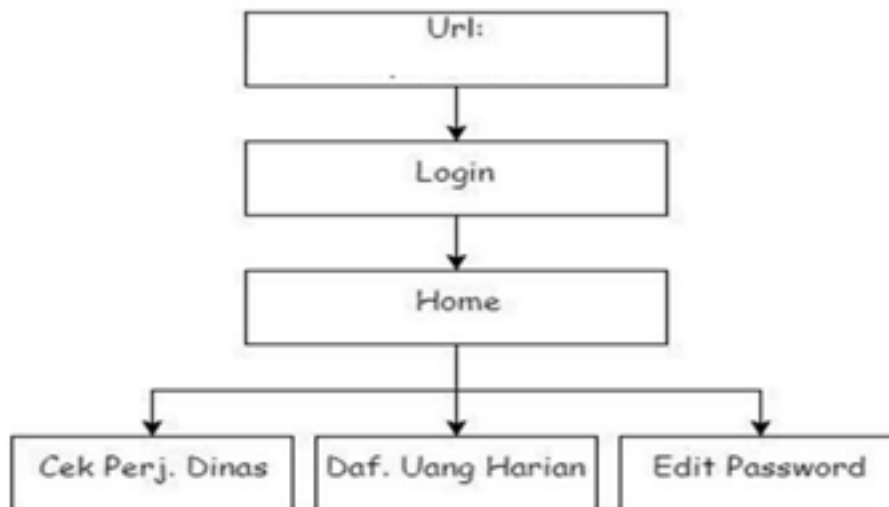 Url:
Login
Home
Cek Perj. Dinas
Daf. Uang Harian
Edit Password